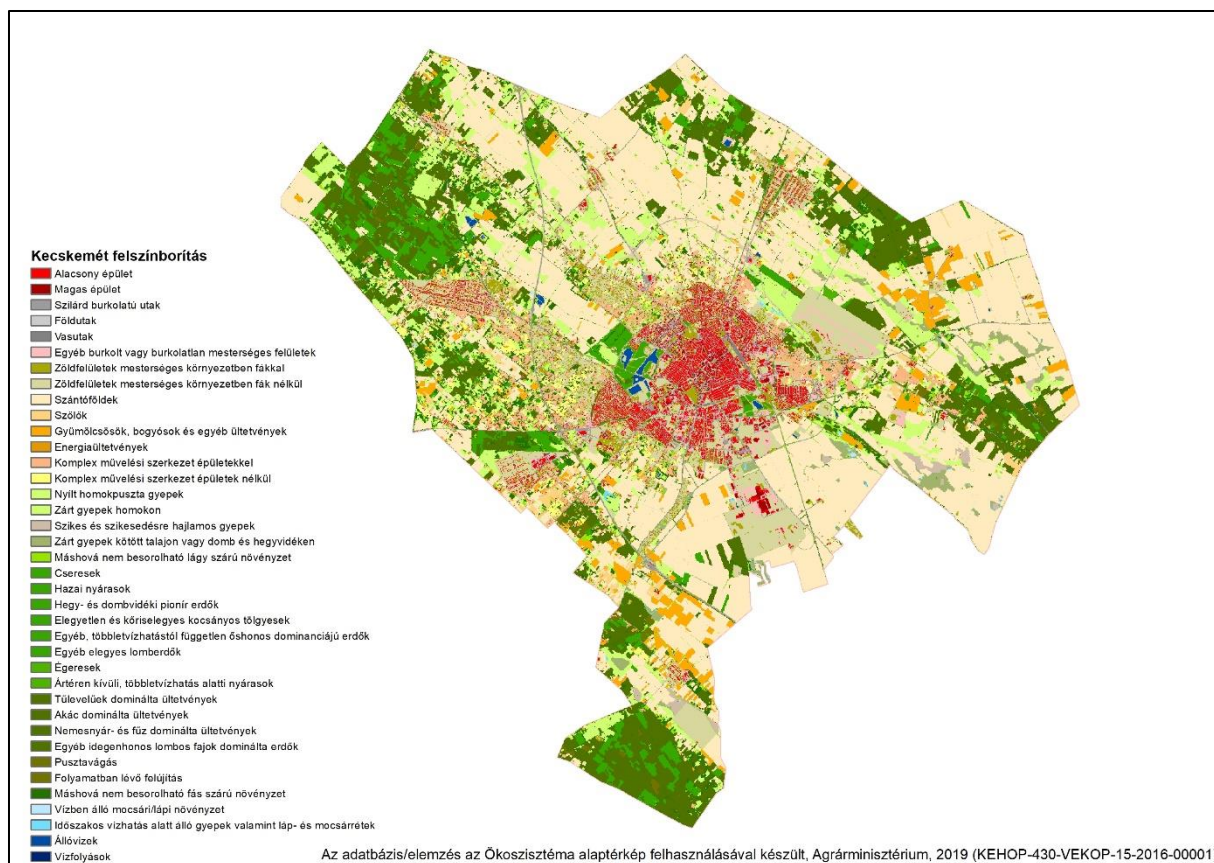 Kecskemét felszínborítás
Alacsony épület
Magas épület
Szilárd burkolatú utak
Földutak
Vasutak
Egyéb burkolt vagy burkolatlan mesterséges felületek
Zöldfelületek mesterséges környezetben fákkal
Zöldfelületek mesterséges környezetben fák nélkül
Szántóföldek
Szőlők
Gyümölcsösök, bogyósok és egyéb ültetvények
Energiaültetvények
Komplex művelési szerkezet épületekkel
Komplex művelési szerkezet épületek nélkül
Nyílt homokpuszta gyepek
Zárt gyepek homokon
Szikes és szikesedésre hajlamos gyepek
Zárt gyepek kötött talajon vagy domb és hegyvidéken
Máshová nem besorolható lágy szárú növényzet
Cseresek
Hazai nyárasok
Hegy- és dombvidéki pionír erdők
Elegyetlen és kőriselegyes kocsányos tölgyesek
Egyéb, többletvízhatástól független őshonos dominanciájú erdők
Egyéb elegyes lomberdők
Égeresek
Ártéren kívüli, többletvízhatás alatti nyárasok
Tűlevelűek dominálta ültetvények
Akác dominálta ültetvények
Nemesnyár- és fűz dominálta ültetvények
Egyéb idegenhonos lombos fajok dominálta erdők
Pusztavágás
Folyamatban lévő felújítás
Máshová nem besorolható fás szárú növényzet
Vízben álló mocsári/lápi növényzet
Időszakos vízhatás alatt álló gyepek valamint láp- és mocsárrétek
Állóvizek
Vízfolyások
Az adatbázis/elemzés az Ökoszisztéma alaptérkép felhasználásával készült, Agrárminisztérium, 2019 (KEHOP-430-VEKOP-15-2016-00001